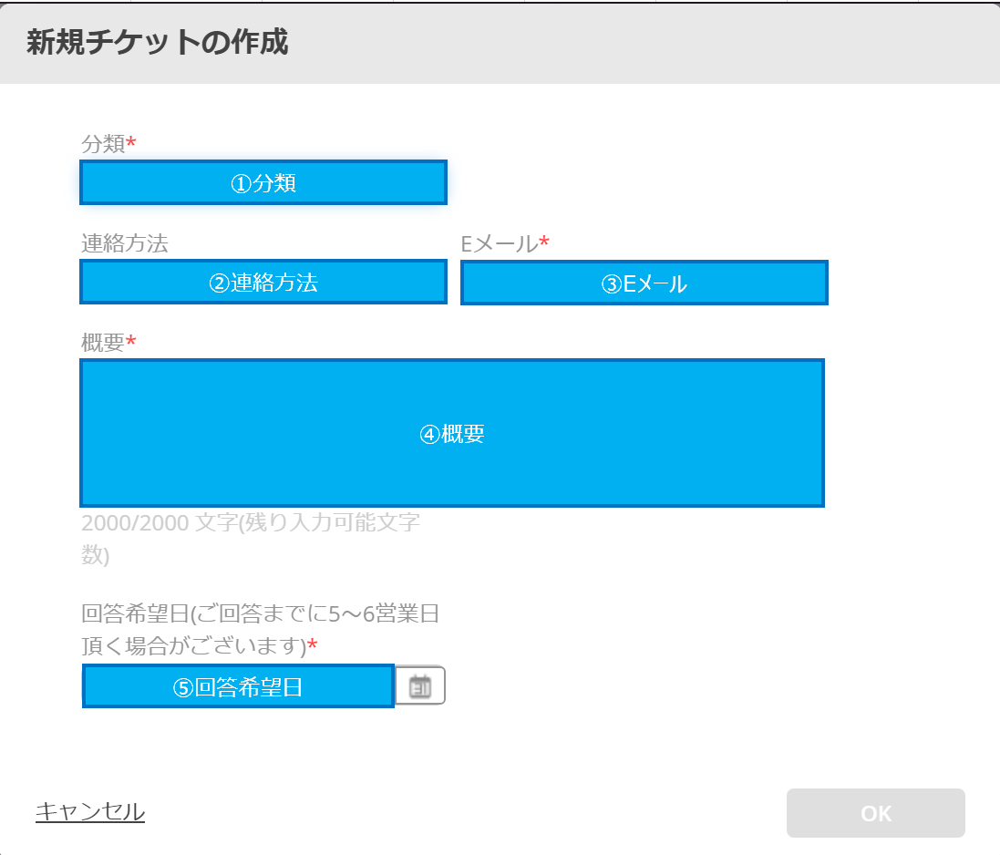 新規チケットの作成
分類*
①分類
連絡方法
Eメール*
②連絡方法
③Eメール
概要*
④概要
2000/2000 文字(残り入力可能文字
数)
回答希望日(ご回答までに5～6営業日
頂く場合がございます)*
⑤回答希望日
31
キャンセル
OK